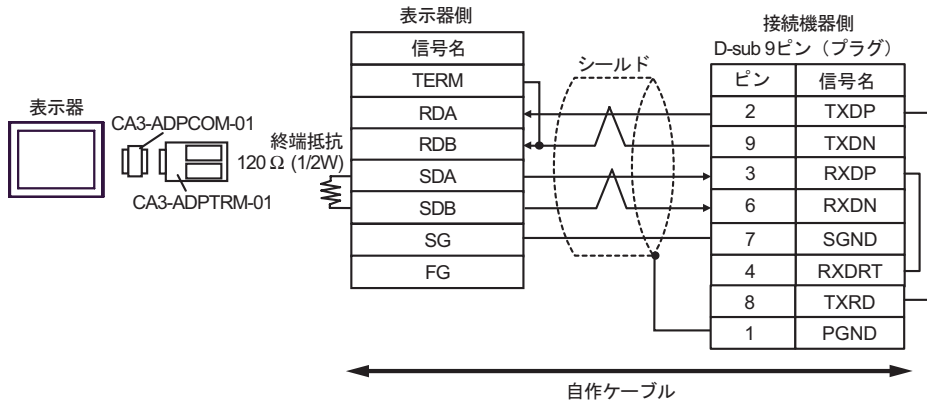 表示器側
信号名
TERM
RDA
RDB
SDA
SDB
SG
FG
表示器
CA3-ADPCOM-01
CA3-ADPTRM-01
終端抵抗
120 Ω (1/2W)
シールド
接続機器側
D-sub 9ピン（プラグ）
ピン 信号名
2 TXDP
9 TXDN
3 RXDP
6 RXDN
7 SGND
4 RXDRT
8 TXRD
1 PGND
自作ケーブル